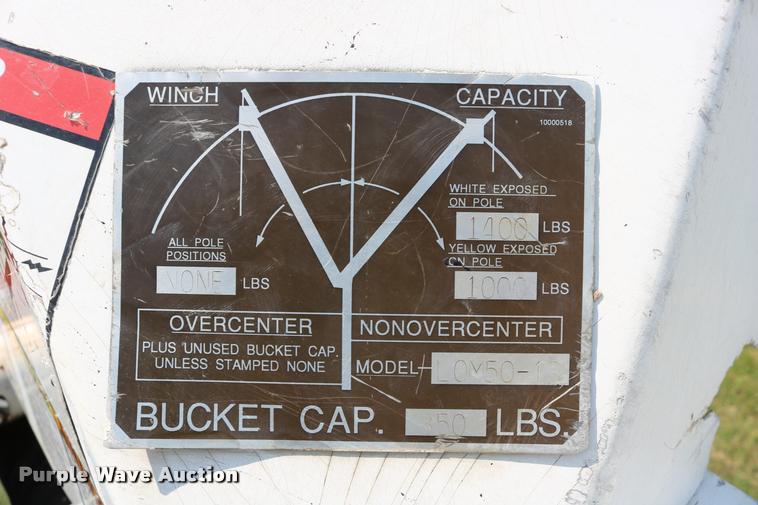 WINCH
CAPACITY
10000518
WHITE EXPOSED
ON POLE
1400 LBS
YELLOW EXPOSED
ON POLE
1000 LBS
ALL POLE
POSITIONS
NONE LBS
OVERCENTER
PLUS UNUSED BUCKET CAP.
UNLESS STAMPED NONE
NONOVERCENTER
MODEL
BUCKET CAP. 350 LBS.
Purple Wave Auction